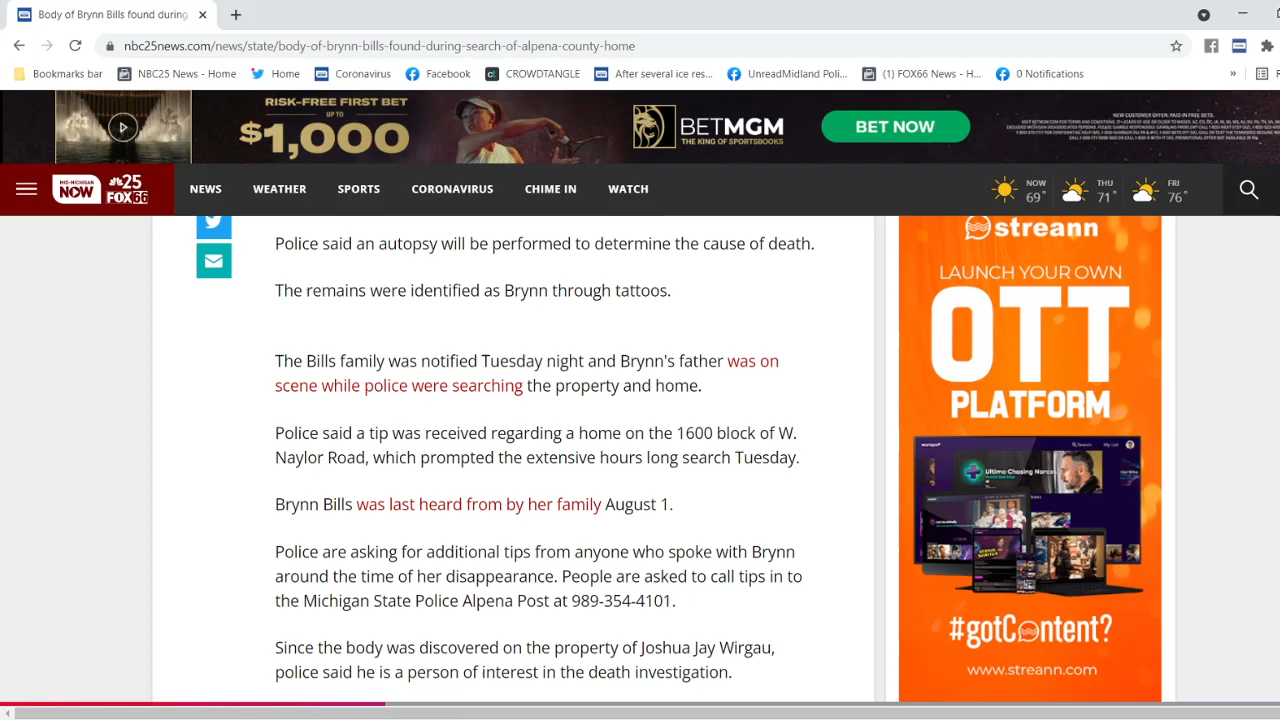 Body of Brynn Bills found during
nbc25news.com/news/state/body-of-brynn-bills-found-during-search-of-alpena-county-home
Bookmarks bar
NBC25 News - Home
Home
Coronavirus
Facebook
CROWDTANGLE
After several ice res...
UnreadMidland Poli...
(1) FOX66 News - H...
0 Notifications
»
RISK-FREE FIRST BET
UP TO
$1,000
BETMGM
THE KING OF SPORTSBOOKS
BET NOW
MID-MICHIGAN
NOW
NBC 25
FOX66
NEWS
WEATHER
SPORTS
CORONAVIRUS
CHIME IN
WATCH
NOW
69°
THU
71°
FRI
76°
Police said an autopsy will be performed to determine the cause of death.
The remains were identified as Brynn through tattoos.
The Bills family was notified Tuesday night and Brynn's father was on
scene while police were searching the property and home.
Police said a tip was received regarding a home on the 1600 block of W.
Naylor Road, which prompted the extensive hours long search Tuesday.
Brynn Bills was last heard from by her family August 1.
Police are asking for additional tips from anyone who spoke with Brynn
around the time of her disappearance. People are asked to call tips in to
the Michigan State Police Alpena Post at 989-354-4101.
Since the body was discovered on the property of Joshua Jay Wirgau,
police said he is a person of interest in the death investigation.
streann
LAUNCH YOUR OWN
OTT
PLATFORM
Ultimo Chasing Narcos
#gotContent?
www.streann.com